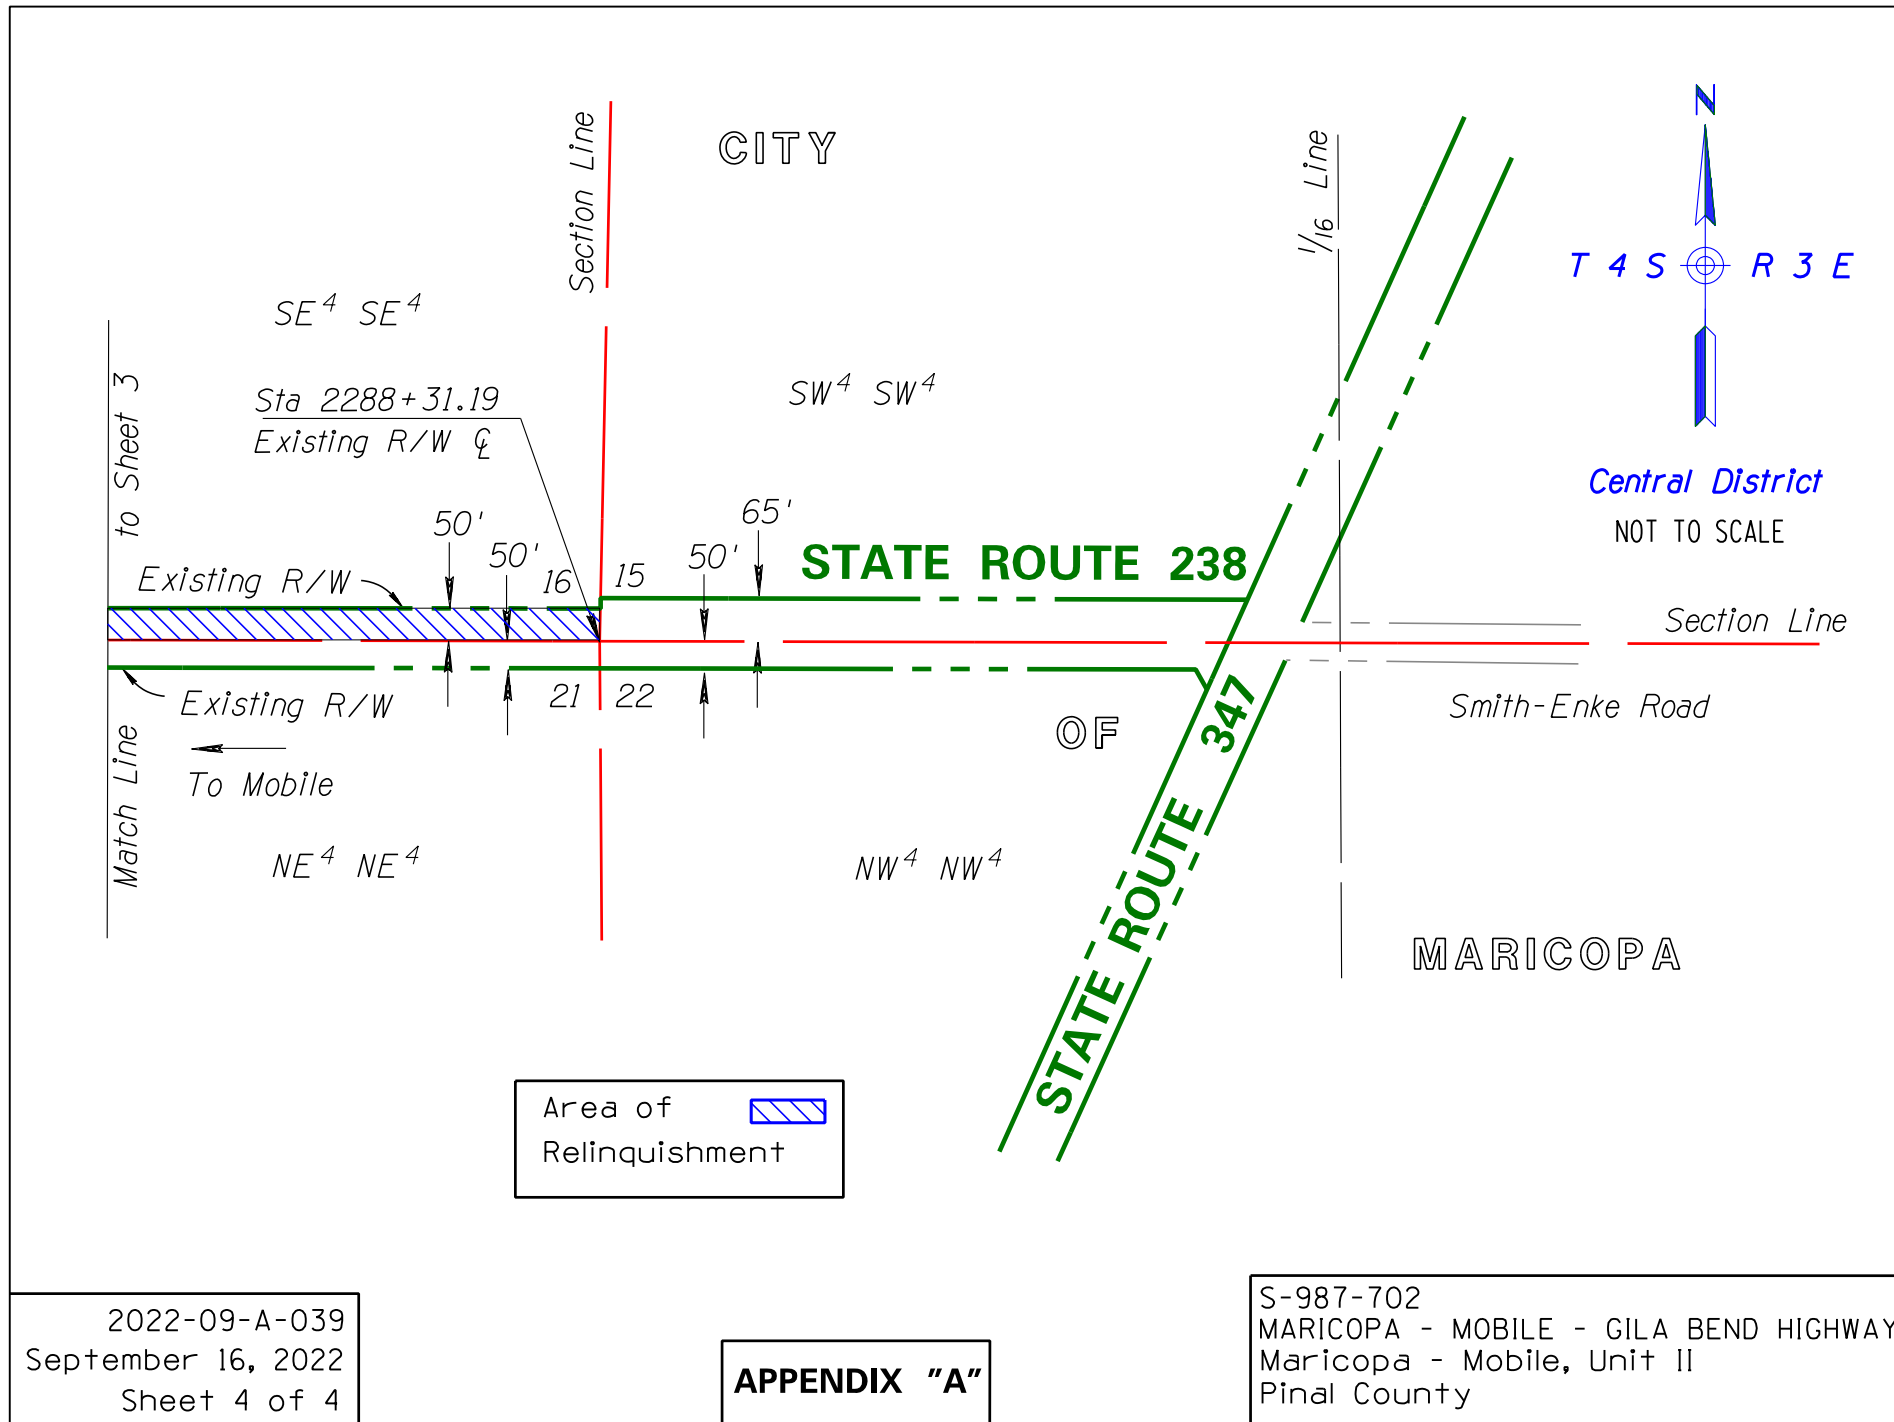 CITY
Section Line
1/16 Line
N
T 4 S R 3 E
SE4 SE4
to Sheet 3
Sta 2288+31.19
Existing R/W ℄
SW4 SW4
Central District
NOT TO SCALE
50'
50'
65'
50'
STATE ROUTE 238
Existing R/W
16 15
Section Line
Existing R/W
21 22
Smith-Enke Road
OF
STATE ROUTE 347
To Mobile
Match Line
NE4 NE4
NW4 NW4
MARICOPA
Area of
Relinquishment
2022-09-A-039
September 16, 2022
Sheet 4 of 4
APPENDIX "A"
S-987-702
MARICOPA - MOBILE - GILA BEND HIGHWAY
Maricopa - Mobile, Unit II
Pinal County